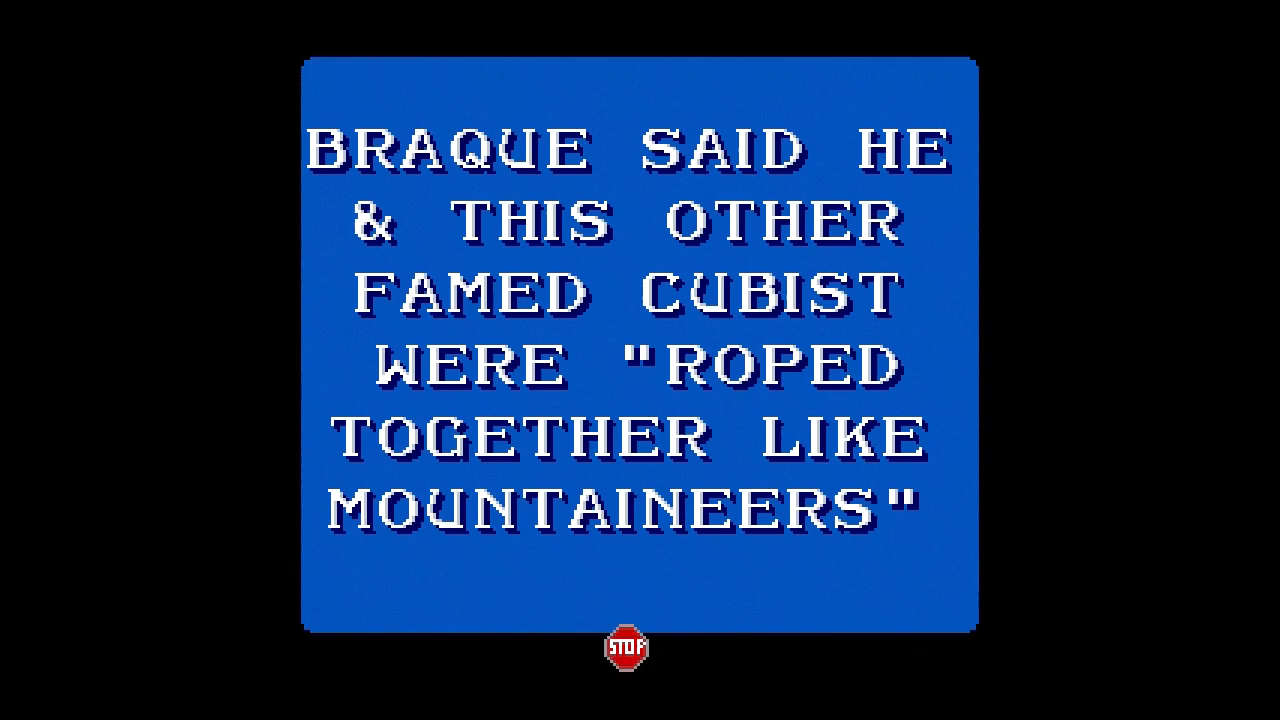 BRAQUE SAID HE
& THIS OTHER
FAMED CUBIST
WERE "ROPED
TOGETHER LIKE
MOUNTAINEERS"
STOP